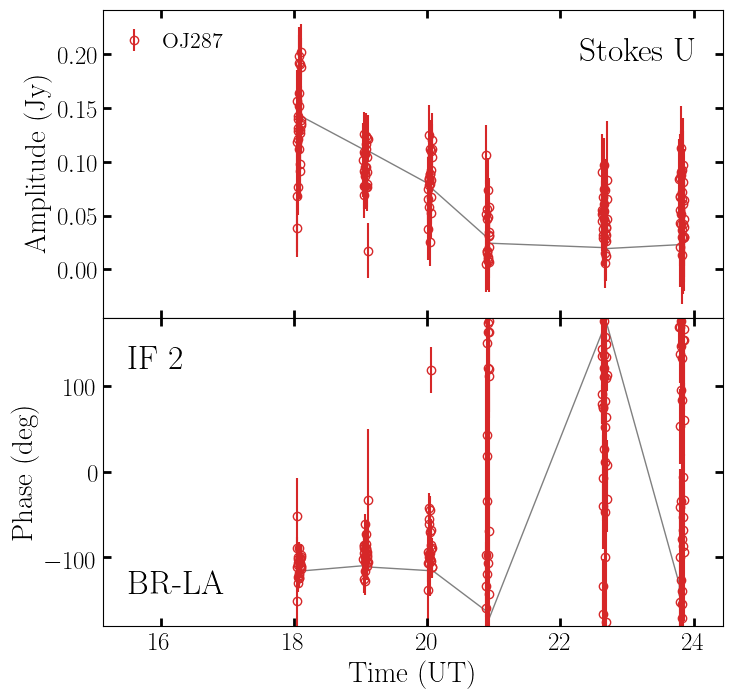 OJ287
Stokes U
0.20
0.15
0.10
0.05
0.00
Amplitude (Jy)
IF 2
100
0
−100
Phase (deg)
BR-LA
16 18 20 22 24
Time (UT)